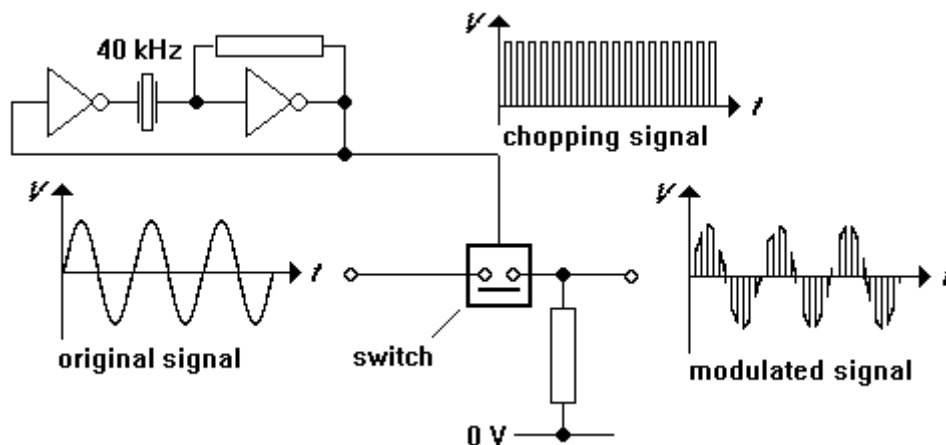 V
40 kHz
t
chopping signal
V
V
t
t
original signal
switch
modulated signal
0 V